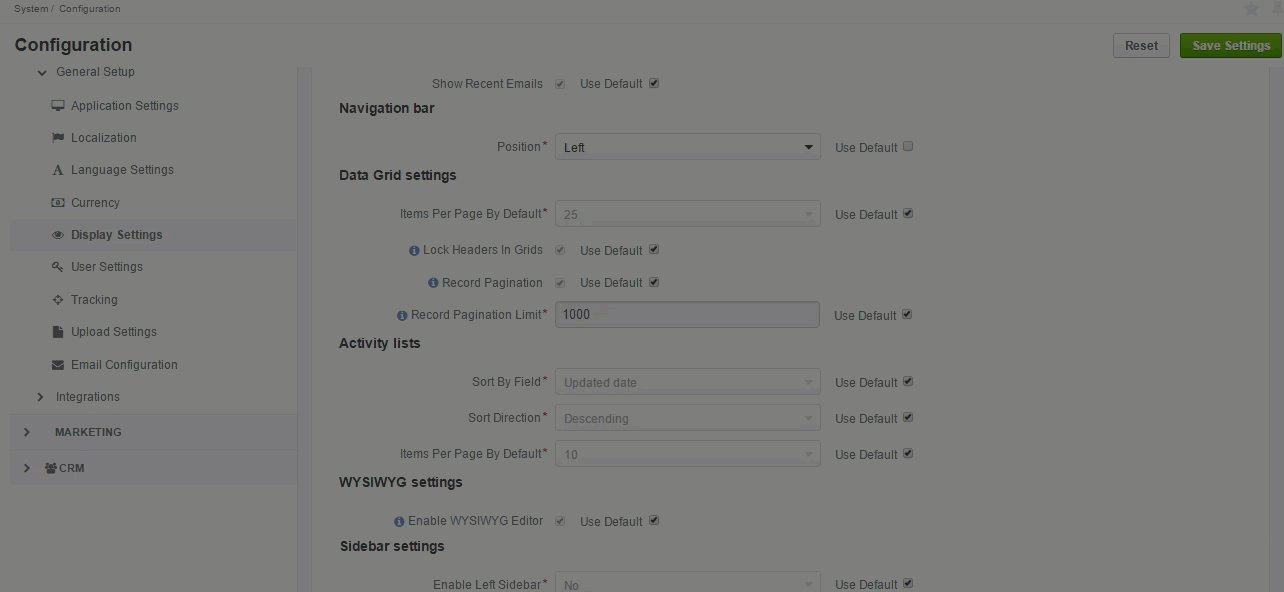 System / Configuration
Configuration
Reset
Save Settings
General Setup
Application Settings
Localization
Language Settings
Currency
Display Settings
User Settings
Tracking
Upload Settings
Email Configuration
Integrations
MARKETING
CRM
Show Recent Emails Use Default
Navigation bar
Position* Left Use Default
Data Grid settings
Items Per Page By Default* 25 Use Default
Lock Headers In Grids Use Default
Record Pagination Use Default
Record Pagination Limit* 1000 Use Default
Activity lists
Sort By Field* Updated date Use Default
Sort Direction* Descending Use Default
Items Per Page By Default* 10 Use Default
WYSIWYG settings
Enable WYSIWYG Editor Use Default
Sidebar settings
Enable Left Sidebar* No Use Default